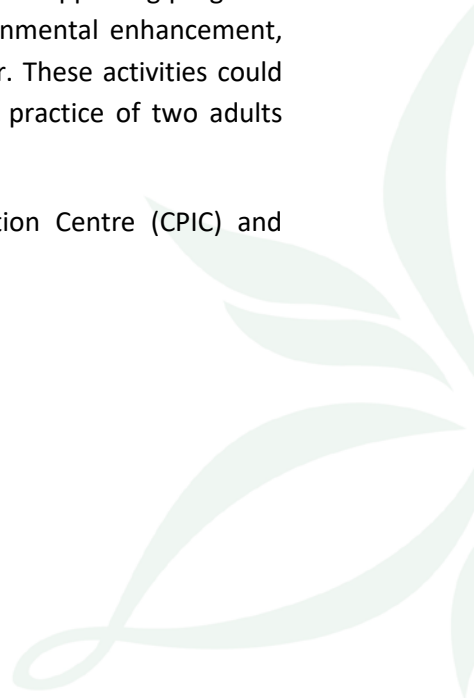 nmental enhancement,
r. These activities could
practice of two adults
tion Centre (CPIC) and